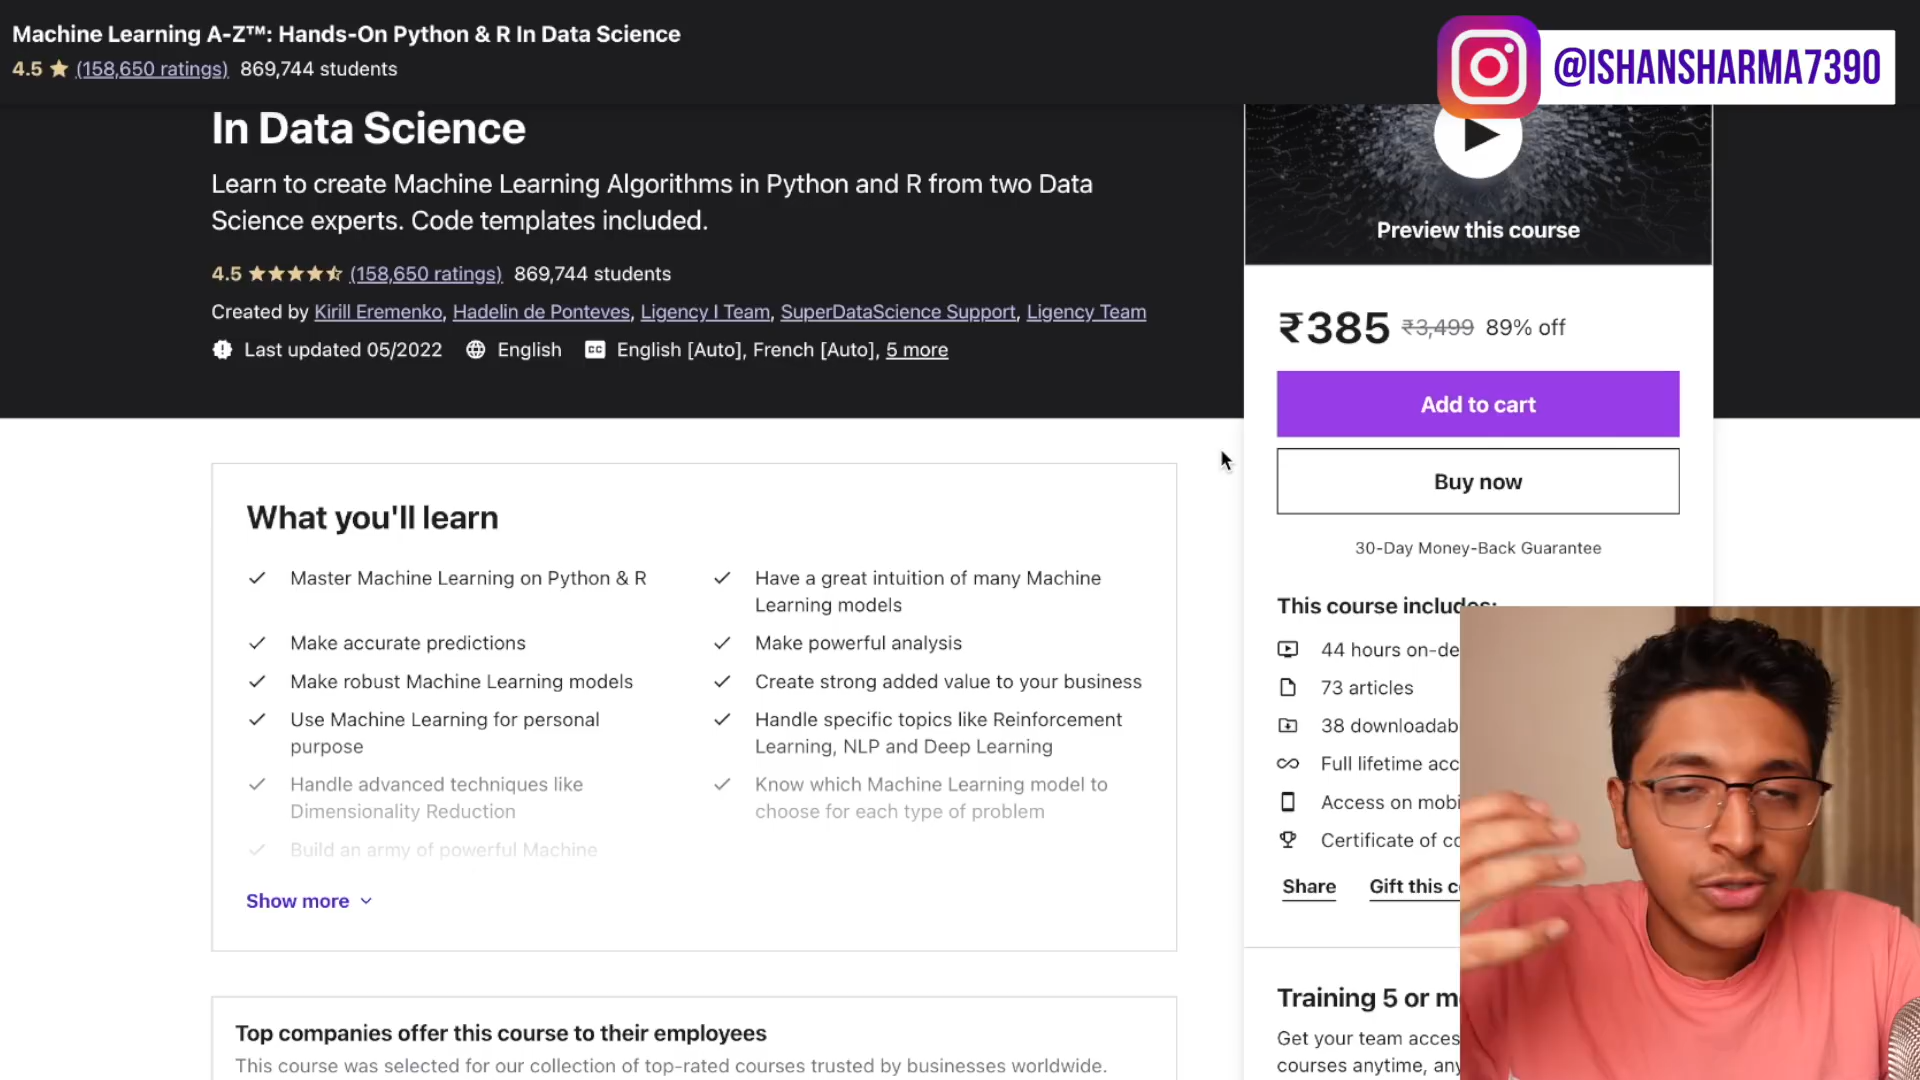 Machine Learning A-Z™: Hands-On Python & R In Data Science
4.5 ★ (158,650 ratings) 869,744 students
@ISHANSHARMA7390
In Data Science
Learn to create Machine Learning Algorithms in Python and R from two Data
Science experts. Code templates included.
4.5 (158,650 ratings) 869,744 students
Created by Kirill Eremenko, Hadelin de Ponteves, Ligency I Team, SuperDataScience Support, Ligency Team
Last updated 05/2022 English CC English [Auto], French [Auto], 5 more
Preview this course
₹385 ₹3,499 89% off
Add to cart
Buy now
30-Day Money-Back Guarantee
This course includes:
44 hours on-de
73 articles
38 downloadab
Full lifetime acc
Access on mobi
Certificate of co
Share Gift this c
Training 5 or m
Get your team acces
courses anytime, any
What you'll learn
Master Machine Learning on Python & R
Make accurate predictions
Make robust Machine Learning models
Use Machine Learning for personal
purpose
Handle advanced techniques like
Dimensionality Reduction
Build an army of powerful Machine
Have a great intuition of many Machine
Learning models
Make powerful analysis
Create strong added value to your business
Handle specific topics like Reinforcement
Learning, NLP and Deep Learning
Know which Machine Learning model to
choose for each type of problem
Show more
Top companies offer this course to their employees
This course was selected for our collection of top-rated courses trusted by businesses worldwide.